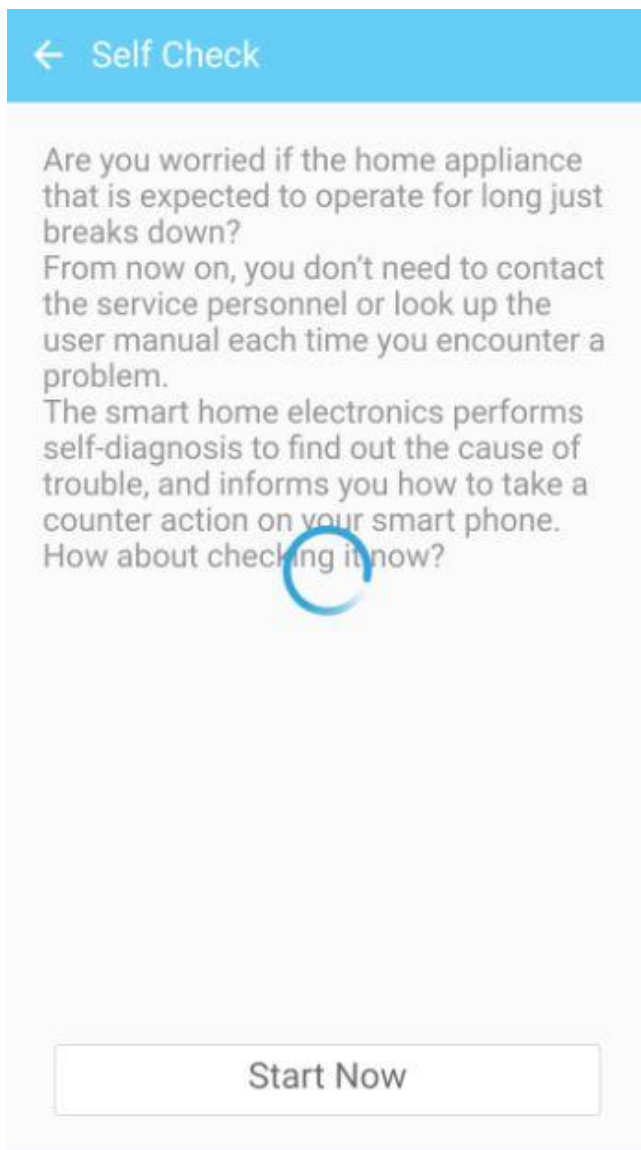 Self Check
Are you worried if the home appliance
that is expected to operate for long just
breaks down?
From now on, you don't need to contact
the service personnel or look up the
user manual each time you encounter a
problem.
The smart home electronics performs
self-diagnosis to find out the cause of
trouble, and informs you how to take a
counter action on your smart phone.
How about checking it now?
Start Now